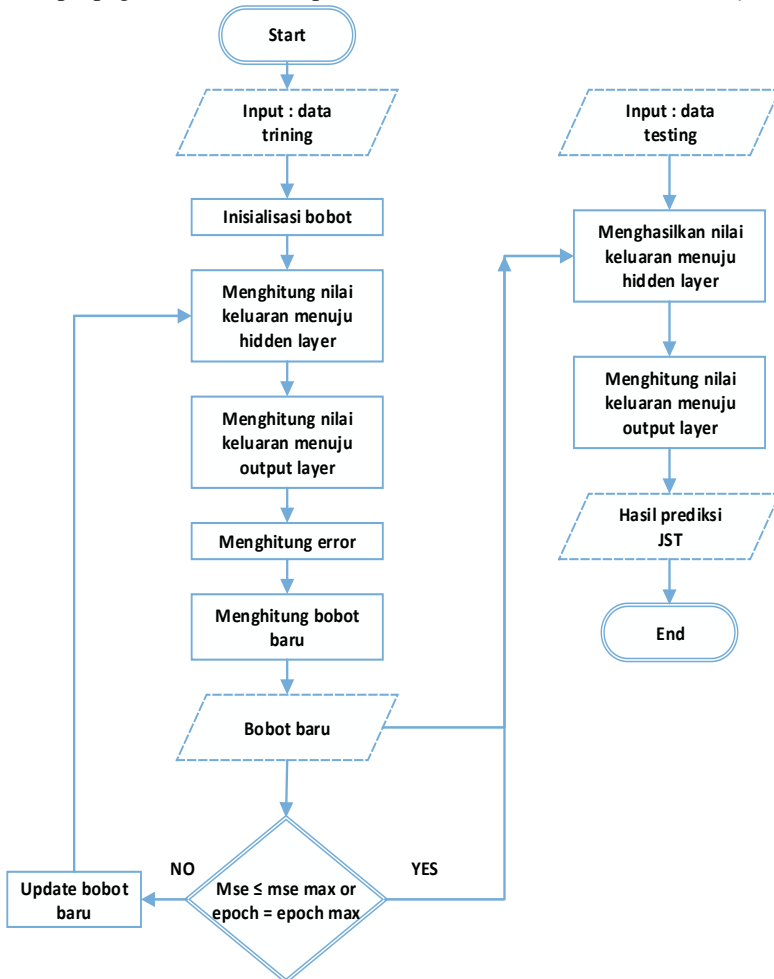 Start
Input : data
trining
Inisialisasi bobot
Menghitung nilai
keluaran menuju
hidden layer
Menghitung nilai
keluaran menuju
output layer
Menghitung error
Menghitung bobot
baru
Bobot baru
NO
YES
Mse ≤ mse max or
epoch = epoch max
Update bobot
baru
Input : data
testing
Menghasilkan nilai
keluaran menuju
hidden layer
Menghitung nilai
keluaran menuju
output layer
Hasil prediksi
JST
End